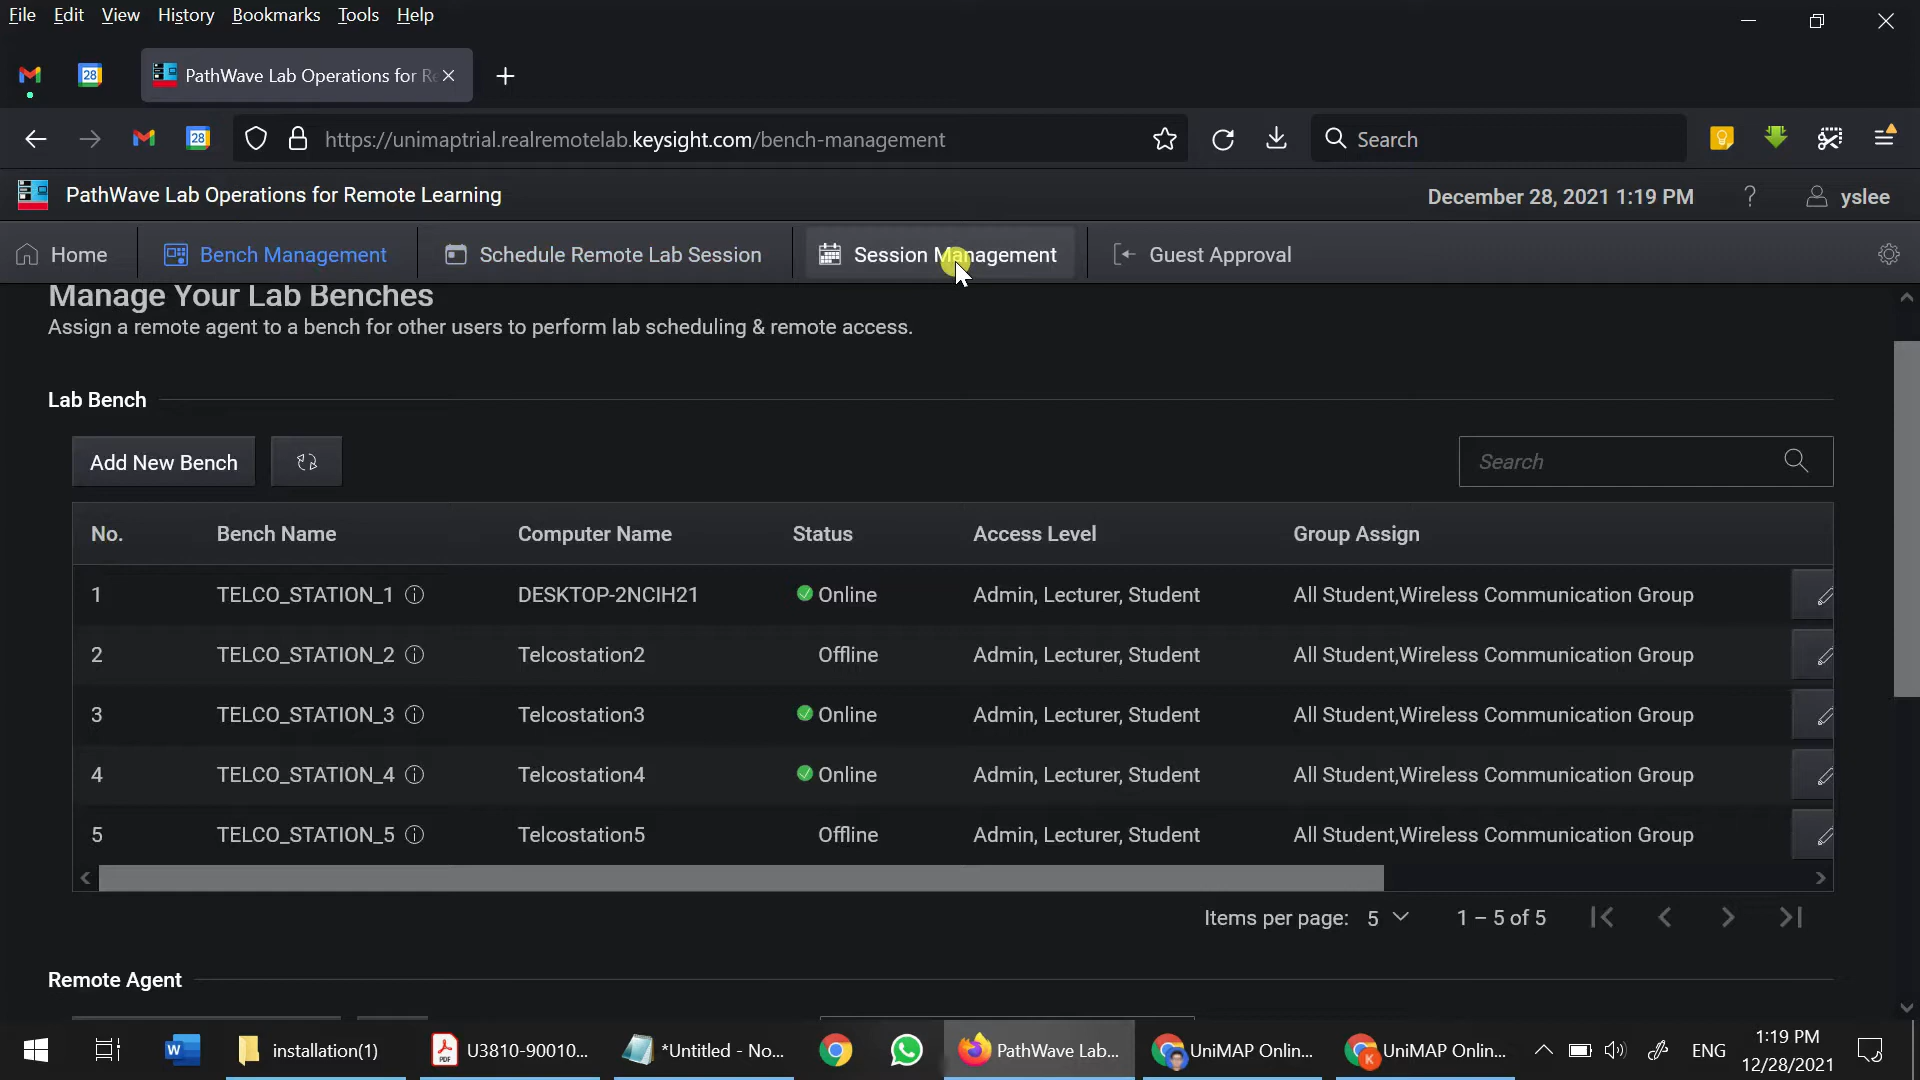 File Edit View History Bookmarks Tools Help
28 PathWave Lab Operations for Re
28 https://unimaptrial.realremotelab.keysight.com/bench-management Search
PathWave Lab Operations for Remote Learning December 28, 2021 1:19 PM ? yslee
Home Bench Management Schedule Remote Lab Session Session Management Guest Approval
Manage Your Lab Benches
Assign a remote agent to a bench for other users to perform lab scheduling & remote access.
Lab Bench
Add New Bench Search
No. Bench Name Computer Name Status Access Level Group Assign
1 TELCO_STATION_1 DESKTOP-2NCIH21 Online Admin, Lecturer, Student All Student,Wireless Communication Group
2 TELCO_STATION_2 Telcostation2 Offline Admin, Lecturer, Student All Student,Wireless Communication Group
3 TELCO_STATION_3 Telcostation3 Online Admin, Lecturer, Student All Student,Wireless Communication Group
4 TELCO_STATION_4 Telcostation4 Online Admin, Lecturer, Student All Student,Wireless Communication Group
5 TELCO_STATION_5 Telcostation5 Offline Admin, Lecturer, Student All Student,Wireless Communication Group
Items per page: 5 1 – 5 of 5
Remote Agent
installation(1) U3810-90010... *Untitled - No... PathWave Lab... UniMAP Onlin... K UniMAP Onlin... ENG 1:19 PM
12/28/2021